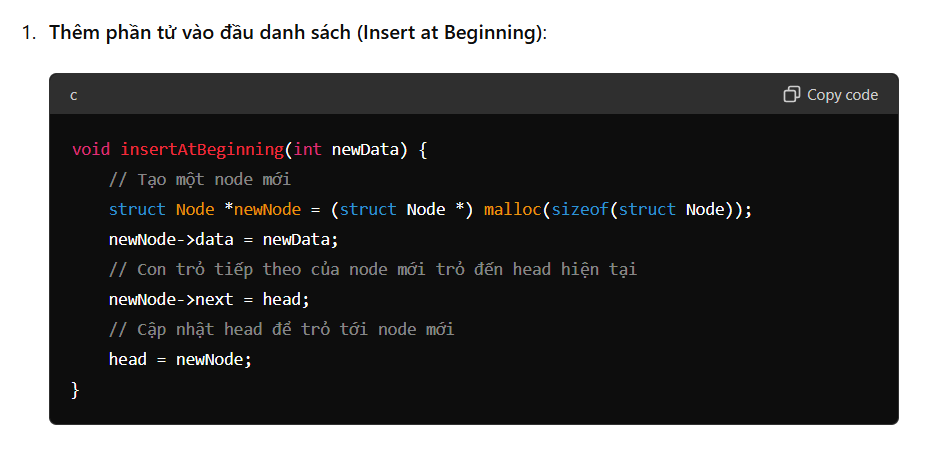 1. Thêm phần tử vào đầu danh sách (Insert at Beginning):
c Copy code
void insertAtBeginning(int newData) {
    // Tạo một node mới
    struct Node *newNode = (struct Node *) malloc(sizeof(struct Node));
    newNode->data = newData;
    // Con trỏ tiếp theo của node mới trỏ đến head hiện tại
    newNode->next = head;
    // Cập nhật head để trỏ tới node mới
    head = newNode;
}